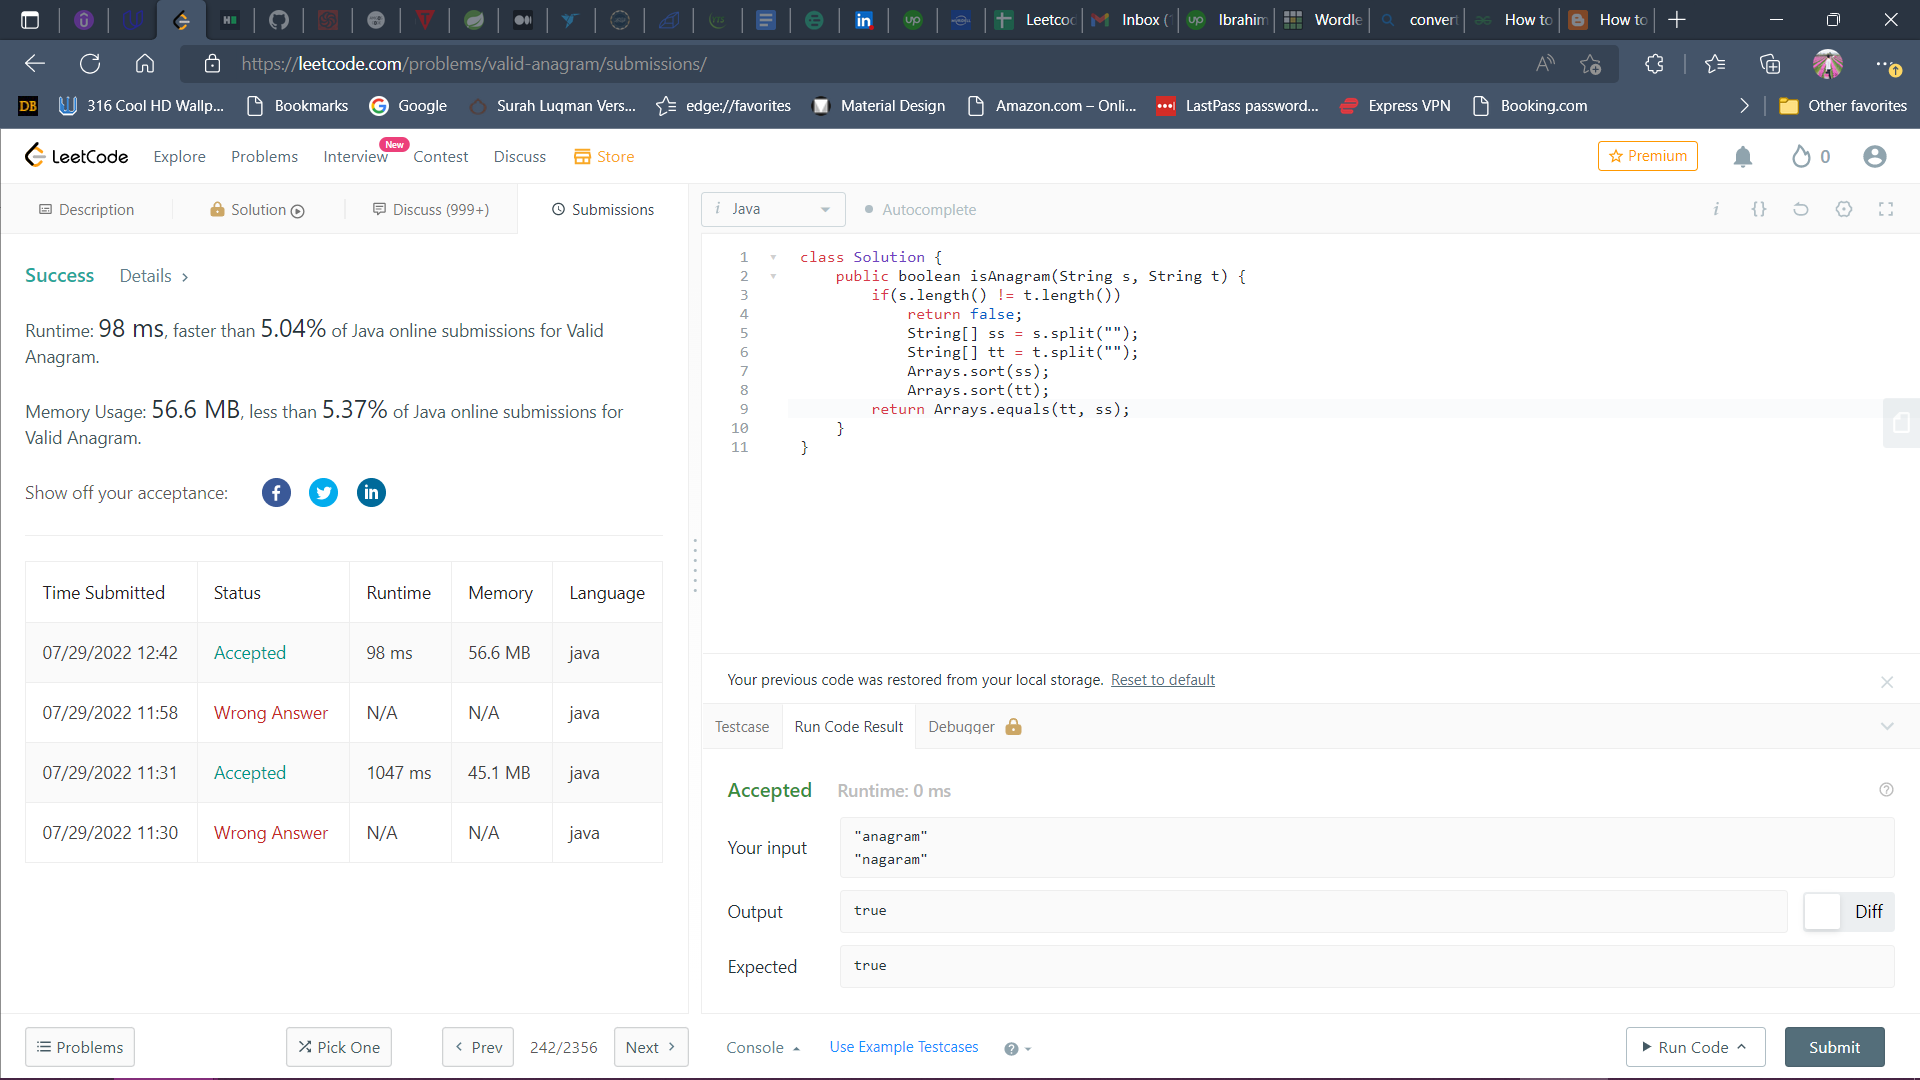 Leetcod
Inbox (
Ibrahim
Wordle
convert
How to
How to
https://leetcode.com/problems/valid-anagram/submissions/
316 Cool HD Wallp...
Bookmarks
Google
Surah Luqman Vers...
edge://favorites
Material Design
Amazon.com – Onli...
LastPass password...
Express VPN
Booking.com
Other favorites
LeetCode
Explore
Problems
Interview
New
Contest
Discuss
Store
Premium
0
Description
Solution
Discuss (999+)
Submissions
i Java
Autocomplete
Success
Details
Runtime: 98 ms, faster than 5.04% of Java online submissions for Valid
Anagram.
Memory Usage: 56.6 MB, less than 5.37% of Java online submissions for
Valid Anagram.
Show off your acceptance:
Time Submitted Status Runtime Memory Language
07/29/2022 12:42 Accepted 98 ms 56.6 MB java
07/29/2022 11:58 Wrong Answer N/A N/A java
07/29/2022 11:31 Accepted 1047 ms 45.1 MB java
07/29/2022 11:30 Wrong Answer N/A N/A java
1 class Solution {
2 public boolean isAnagram(String s, String t) {
3 if(s.length() != t.length())
4 return false;
5 String[] ss = s.split("");
6 String[] tt = t.split("");
7 Arrays.sort(ss);
8 Arrays.sort(tt);
9 return Arrays.equals(tt, ss);
10 }
11 }
Your previous code was restored from your local storage. Reset to default
Testcase
Run Code Result
Debugger
Accepted
Runtime: 0 ms
Your input
"anagram"
"nagaram"
Output
true
Diff
Expected
true
Problems
Pick One
Prev
242/2356
Next
Console
Use Example Testcases
Run Code
Submit